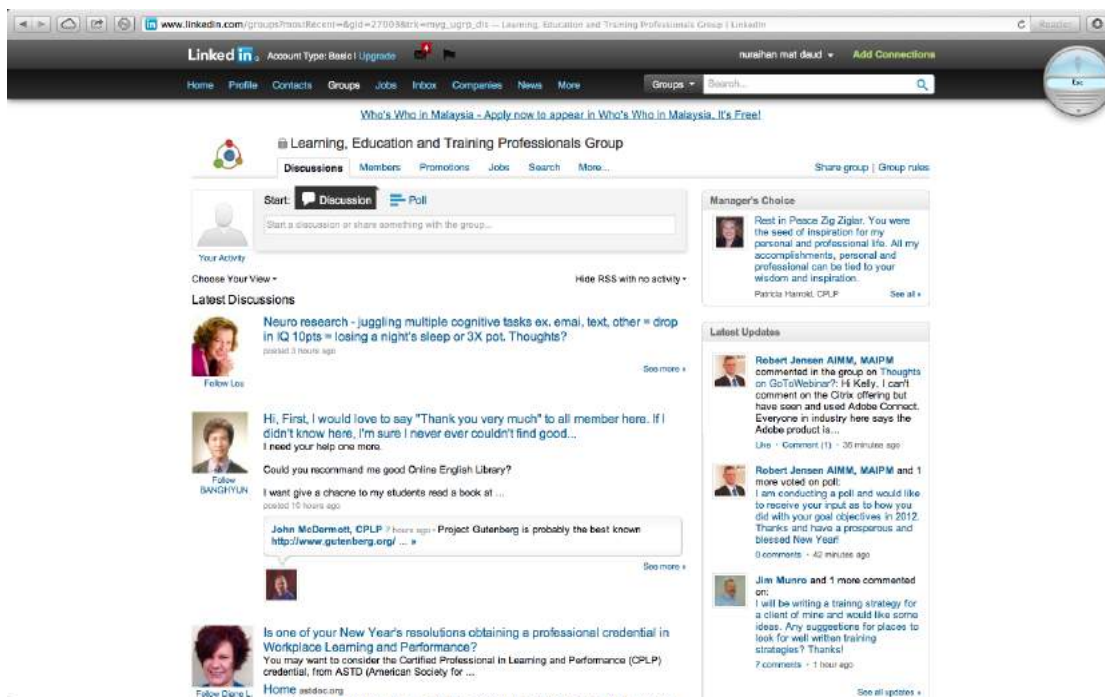 www.linkedin.com/groups?mostRecent=&gid=27003&trk=myg_ugrp_dis — Learning, Education and Training Professionals Group | LinkedIn
Reader
Linked in. Account Type: Basic | Upgrade
4
nuraihan mat daud Add Connections
Esc
Home Profile Contacts Groups Jobs Inbox Companies News More Groups Search...
Who's Who in Malaysia - Apply now to appear in Who's Who in Malaysia. It's Free!
Learning, Education and Training Professionals Group
Discussions Members Promotions Jobs Search More... Share group | Group rules
Start: Discussion Poll
Start a discussion or share something with the group...
Your Activity
Choose Your View Hide RSS with no activity
Latest Discussions
Neuro research - juggling multiple cognitive tasks ex. emai, text, other = drop
in IQ 10pts = losing a night's sleep or 3X pot. Thoughts?
posted 3 hours ago
See more »
Follow Lou
Hi, First, I would love to say "Thank you very much" to all member here. If I
didn't know here, I'm sure I never ever couldn't find good...
I need your help one more.
Could you recommand me good Online English Library?
I want give a chacne to my students read a book at ...
posted 10 hours ago
Follow
BANGHYUN
John McDermott, CPLP 7 hours ago • Project Gutenberg is probably the best known
http://www.gutenberg.org/ ... »
See more »
Is one of your New Year's resolutions obtaining a professional credential in
Workplace Learning and Performance?
You may want to consider the Certified Professional in Learning and Performance (CPLP)
credential, from ASTD (American Society for ...
Follow Diane L.
Home astdoc.org
Manager's Choice
Rest in Peace Zig Ziglar. You were
the seed of inspiration for my
personal and professional life. All my
accomplishments, personal and
professional can be tied to your
wisdom and inspiration.
Patricia Harrold, CPLP See all »
Latest Updates
Robert Jensen AIMM, MAIPM
commented in the group on Thoughts
on GoToWebinar?: Hi Kelly, I can't
comment on the Citrix offering but
have seen and used Adobe Connect.
Everyone in industry here says the
Adobe product is...
Like • Comment (1) • 36 minutes ago
Robert Jensen AIMM, MAIPM and 1
more voted on poll:
I am conducting a poll and would like
to receive your input as to how you
did with your goal objectives in 2012.
Thanks and have a prosperous and
blessed New Year!
0 comments • 42 minutes ago
Jim Munro and 1 more commented
on:
I will be writing a trainng strategy for
a client of mine and would like some
ideas. Any suggestions for places to
look for well written training
strategies? Thanks!
7 comments • 1 hour ago
See all updates »